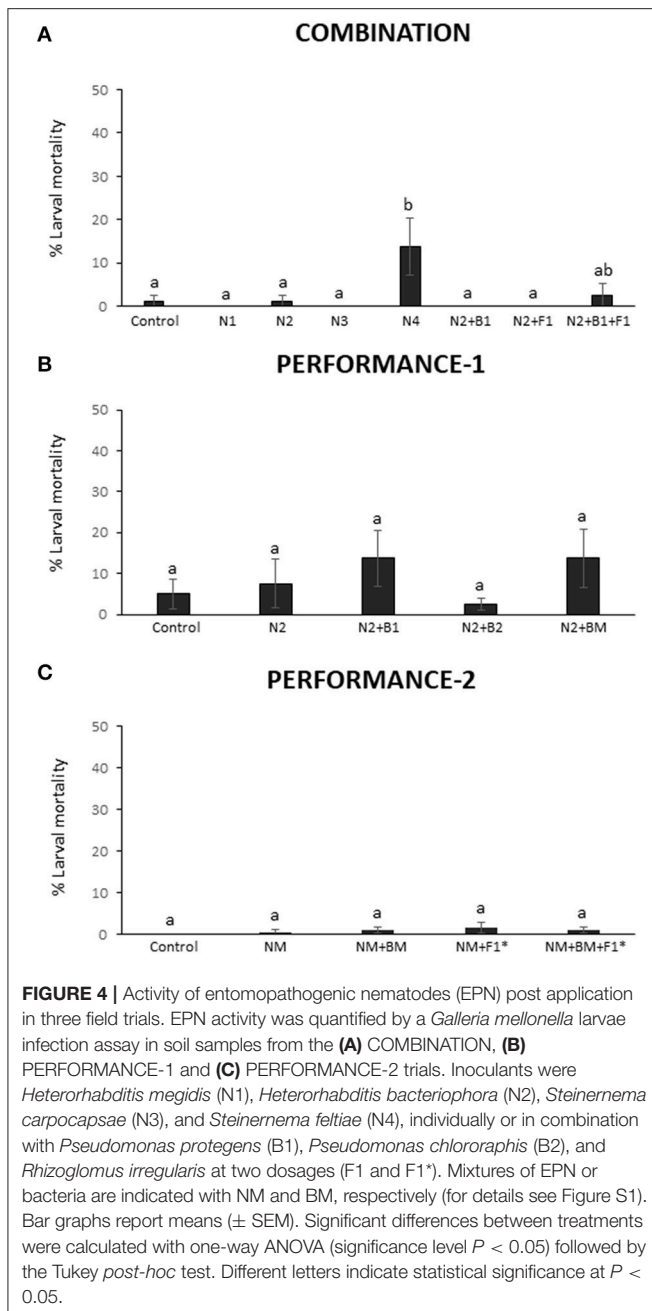 A
COMBINATION
% Larval mortality
50
40
30
20
10
0
a
a
a
a
b
a
a
ab
Control
N1
N2
N3
N4
N2+B1
N2+F1
N2+B1+F1
B
PERFORMANCE-1
% Larval mortality
50
40
30
20
10
0
a
a
a
a
a
Control
N2
N2+B1
N2+B2
N2+BM
C
PERFORMANCE-2
% Larval mortality
50
40
30
20
10
0
a
a
a
a
a
Control
NM
NM+BM
NM+F1*
NM+BM+F1*
FIGURE 4 | Activity of entomopathogenic nematodes (EPN) post application
in three field trials. EPN activity was quantified by a Galleria mellonella larvae
infection assay in soil samples from the (A) COMBINATION, (B)
PERFORMANCE-1 and (C) PERFORMANCE-2 trials. Inoculants were
Heterorhabditis megidis (N1), Heterorhabditis bacteriophora (N2), Steinernema
carpocapsae (N3), and Steinernema feltiae (N4), individually or in combination
with Pseudomonas protegens (B1), Pseudomonas chlororaphis (B2), and
Rhizoglomus irregularis at two dosages (F1 and F1*). Mixtures of EPN or
bacteria are indicated with NM and BM, respectively (for details see Figure S1).
Bar graphs report means (± SEM). Significant differences between treatments
were calculated with one-way ANOVA (significance level P < 0.05) followed by
the Tukey post-hoc test. Different letters indicate statistical significance at P <
0.05.